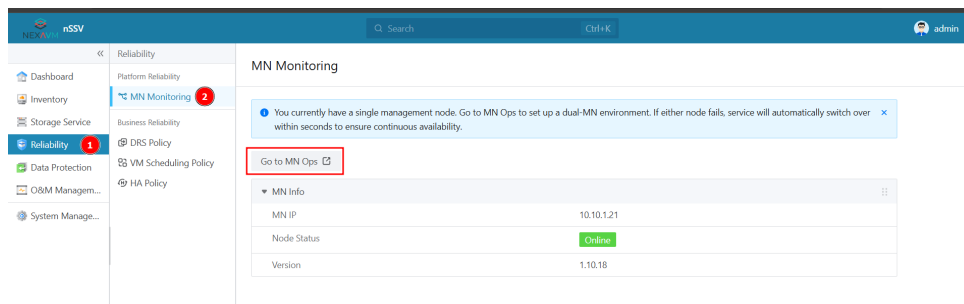 NEXAVM
nSSV
Search
Ctrl+K
admin
Dashboard
Inventory
Storage Service
Reliability
1
Data Protection
O&M Managem...
System Manage...
Reliability
Platform Reliability
MN Monitoring
2
Business Reliability
DRS Policy
VM Scheduling Policy
HA Policy
MN Monitoring
You currently have a single management node. Go to MN Ops to set up a dual-MN environment. If either node fails, service will automatically switch over
within seconds to ensure continuous availability.
Go to MN Ops
MN Info
MN IP
10.10.1.21
Node Status
Online
Version
1.10.18